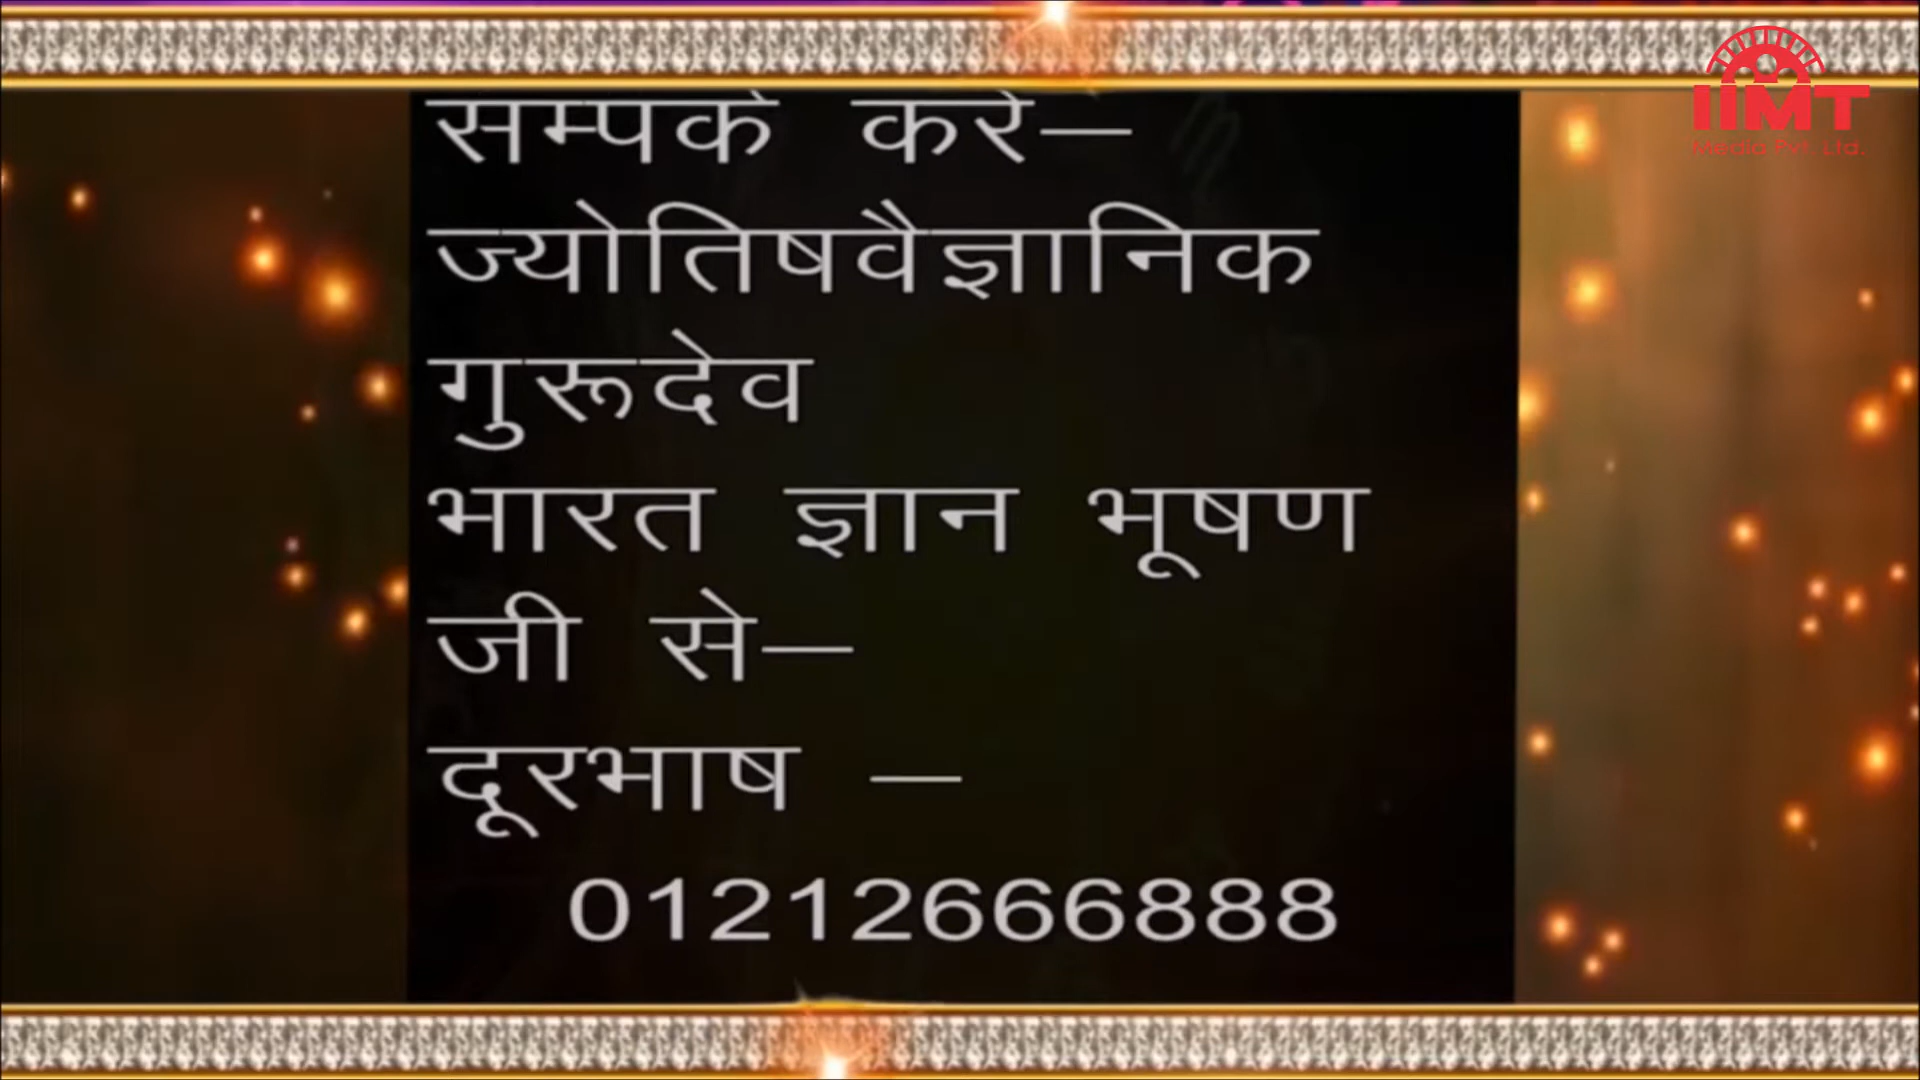 IIMT
Media Pvt. Ltd.
सम्पर्क करे–
ज्योतिषवैज्ञानिक
गुरूदेव
भारत ज्ञान भूषण
जी से–
दूरभाष –
01212666888